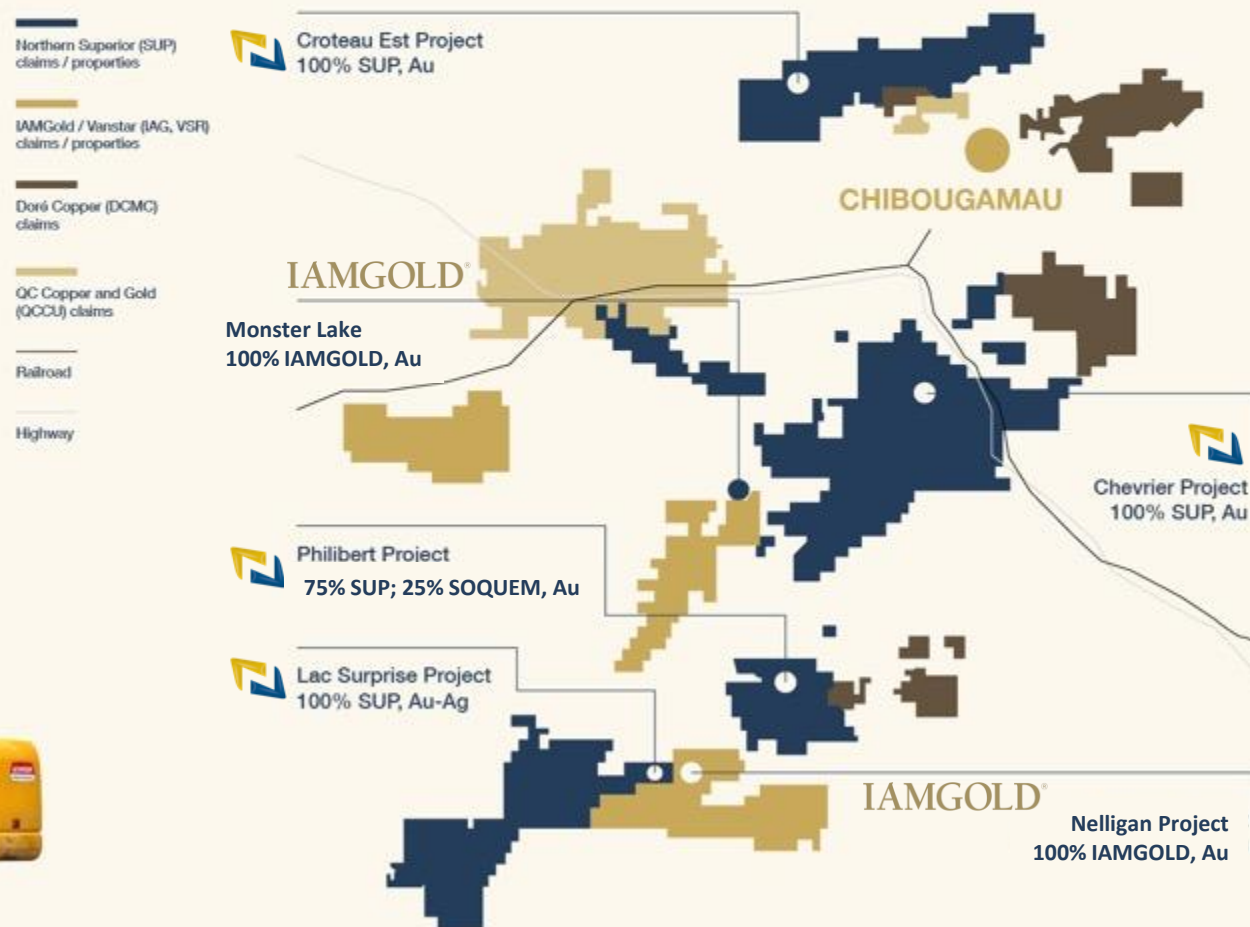 Northern Superior (SUP)
claims / properties
IAMGold / Vanstar (IAG, VSR)
claims / properties
Doré Copper (DCMC)
claims
QC Copper and Gold
(QCCU) claims
Railroad
Highway
Croteau Est Project
100% SUP, Au
CHIBOUGAMAU
IAMGOLD®
Monster Lake
100% IAMGOLD, Au
Chevrier Project
100% SUP, Au
Philibert Project
75% SUP; 25% SOQUEM, Au
Lac Surprise Project
100% SUP, Au-Ag
IAMGOLD®
Nelligan Project
100% IAMGOLD, Au